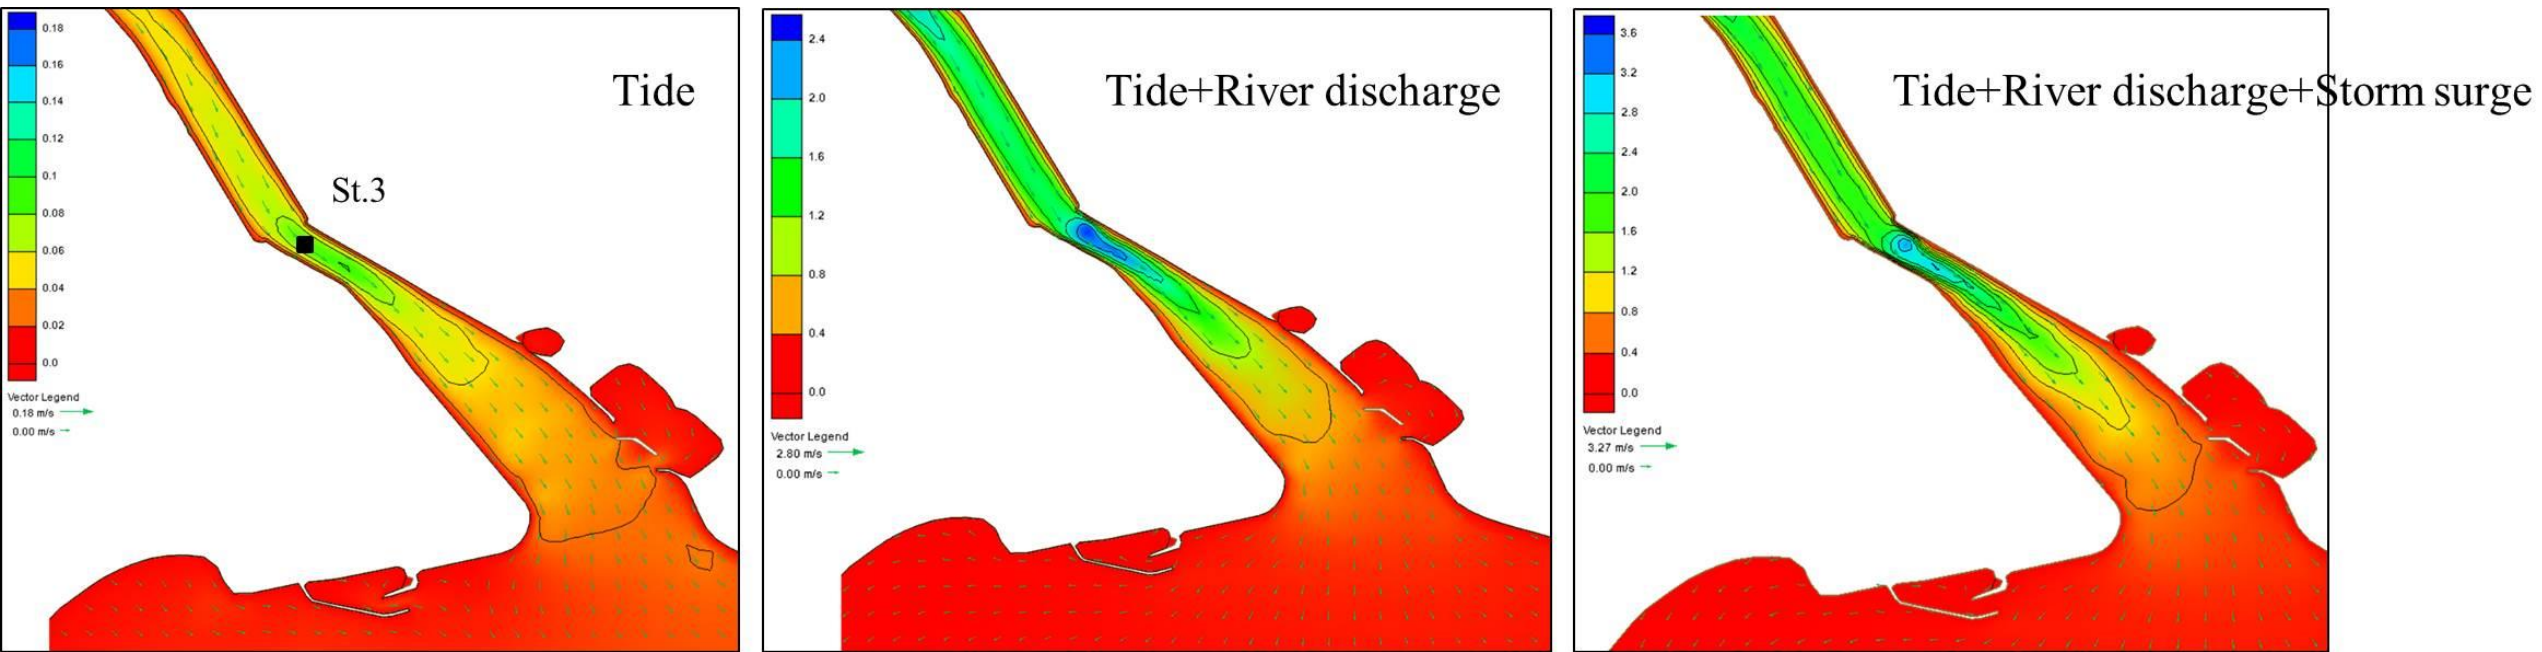 0.18
0.16
0.14
0.12
0.1
0.08
0.06
0.04
0.02
0.0
Vector Legend
0.18 m/s
0.00 m/s
Tide
St.3
2.4
2.0
1.6
1.2
0.8
0.4
0.0
Vector Legend
2.80 m/s
0.00 m/s
Tide+River discharge
3.6
3.2
2.8
2.4
2.0
1.6
1.2
0.8
0.4
0.0
Vector Legend
3.27 m/s
0.00 m/s
Tide+River discharge+Storm surge